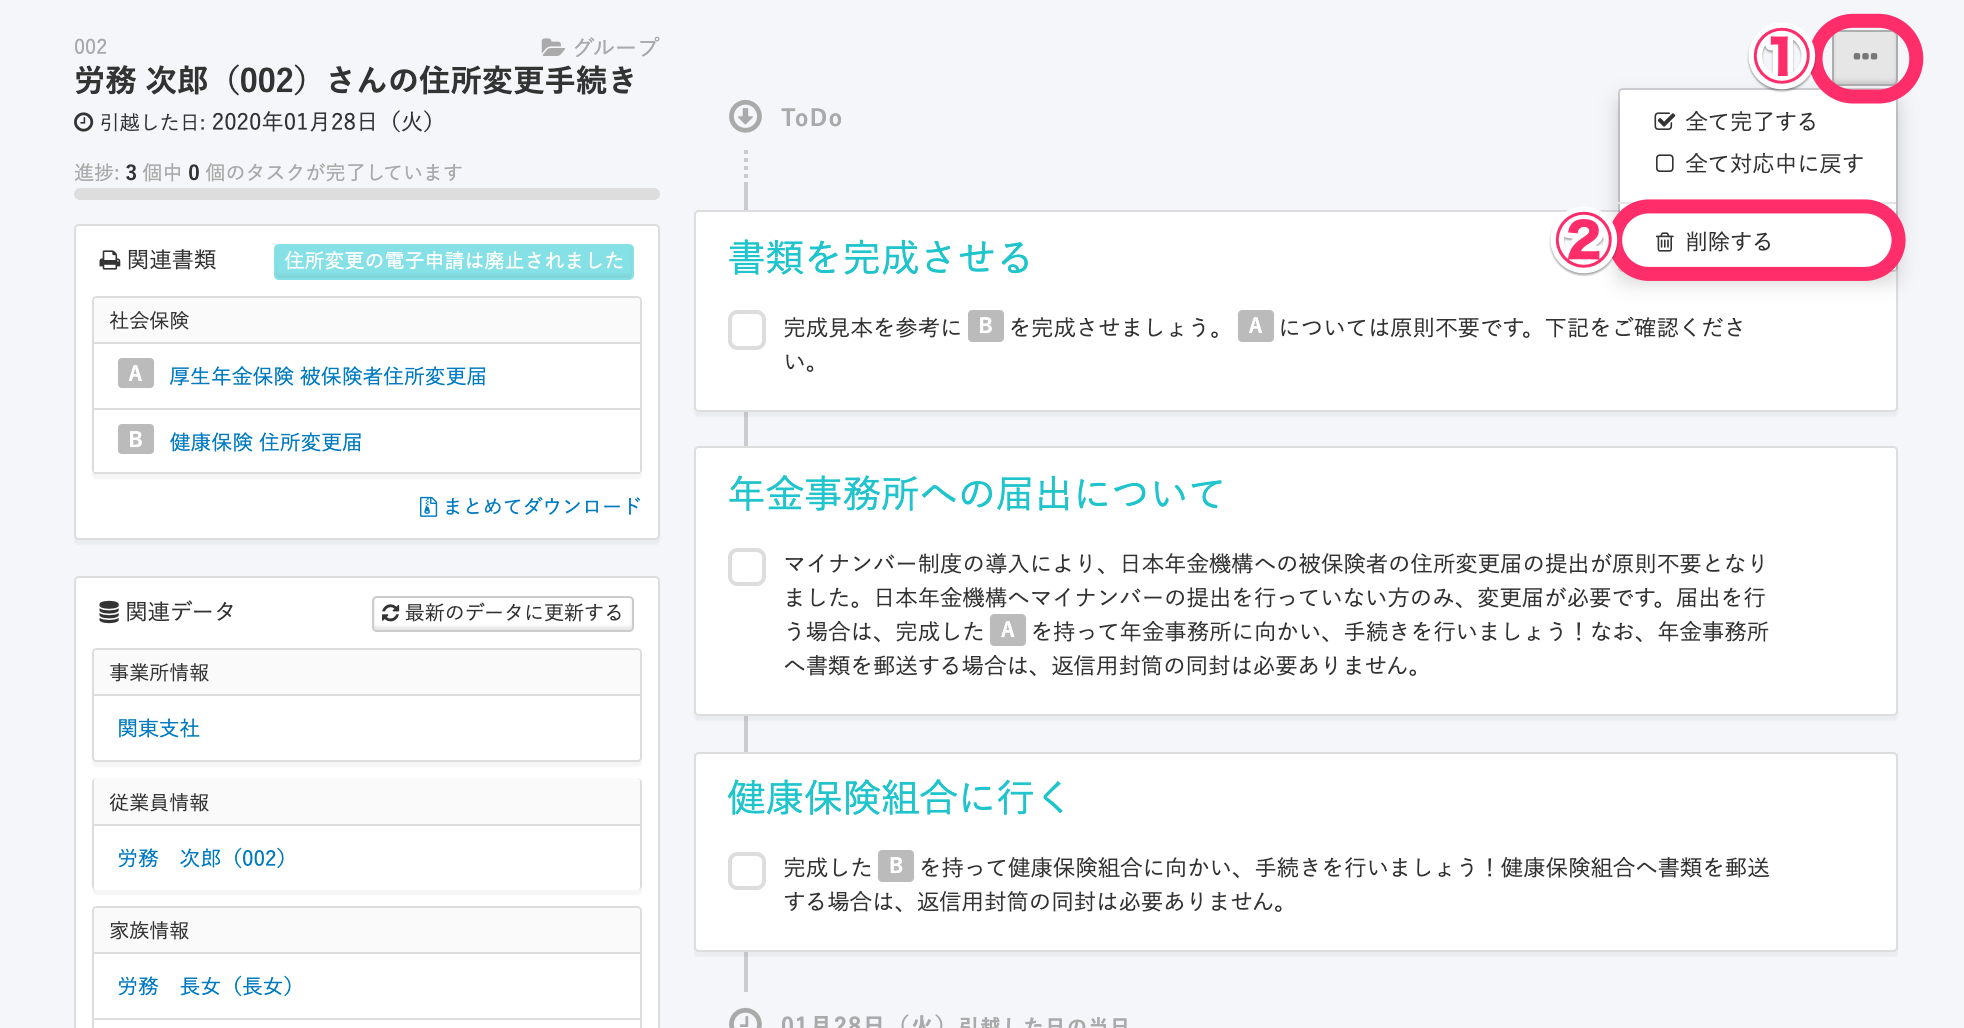 002
グループ
労務 次郎（002）さんの住所変更手続き
引越した日: 2020年01月28日（火）
進捗: 3 個中 0 個のタスクが完了しています
関連書類
住所変更の電子申請は廃止されました
社会保険
A 厚生年金保険 被保険者住所変更届
B 健康保険 住所変更届
まとめてダウンロード
関連データ
最新のデータに更新する
事業所情報
関東支社
従業員情報
労務　次郎（002）
家族情報
労務　長女（長女）
①
•••
全て完了する
全て対応中に戻す
②
削除する
ToDo
書類を完成させる
完成見本を参考に B を完成させましょう。 A については原則不要です。下記をご確認くださ
い。
年金事務所への届出について
マイナンバー制度の導入により、日本年金機構への被保険者の住所変更届の提出が原則不要となり
ました。日本年金機構へマイナンバーの提出を行っていない方のみ、変更届が必要です。届出を行
う場合は、完成した A を持って年金事務所に向かい、手続きを行いましょう！なお、年金事務所
へ書類を郵送する場合は、返信用封筒の同封は必要ありません。
健康保険組合に行く
完成した B を持って健康保険組合に向かい、手続きを行いましょう！健康保険組合へ書類を郵送
する場合は、返信用封筒の同封は必要ありません。
01月28日（火）引越した日の当日